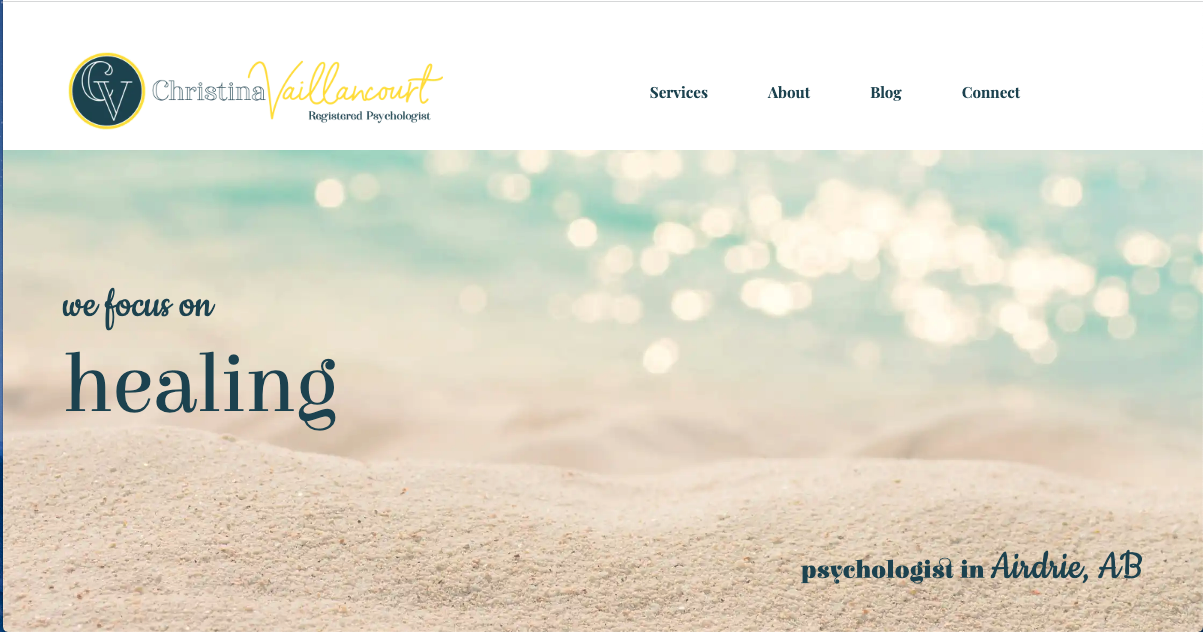 CV
Christina Vaillancourt
Registered Psychologist
Services About Blog Connect
we focus on
healing
psychologist in Airdrie, AB